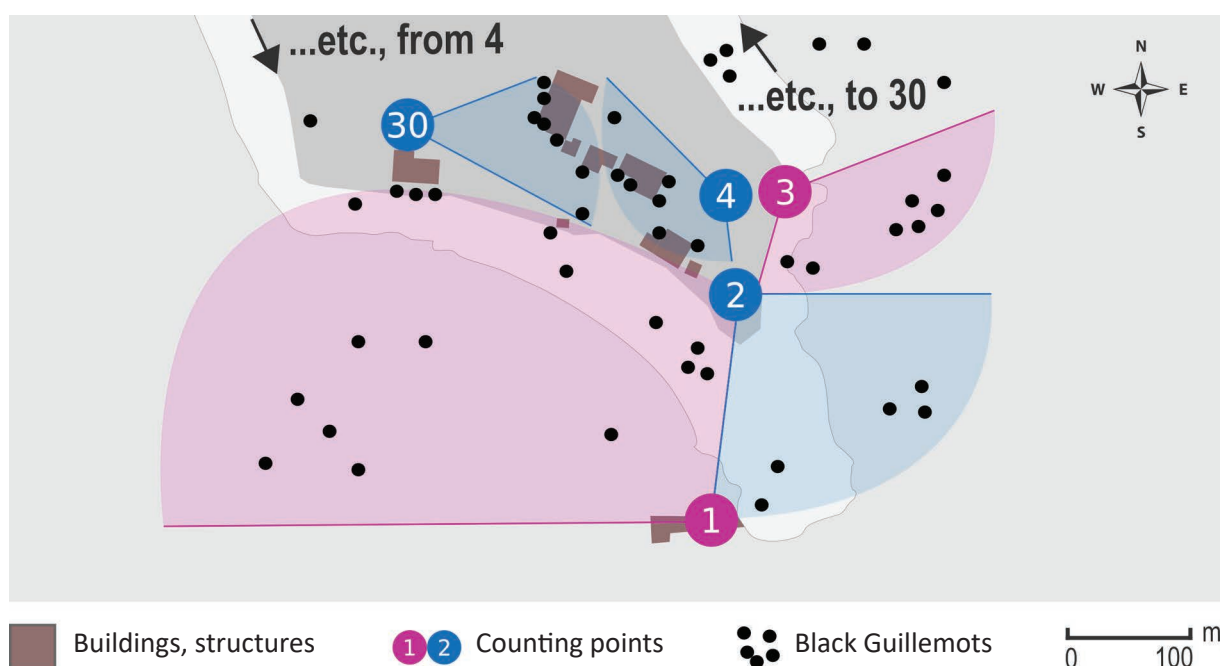 ...etc., from 4
...etc., to 30
N
W E
S
30
4
3
2
1
Buildings, structures
1 2 Counting points
Black Guillemots
m
0 100